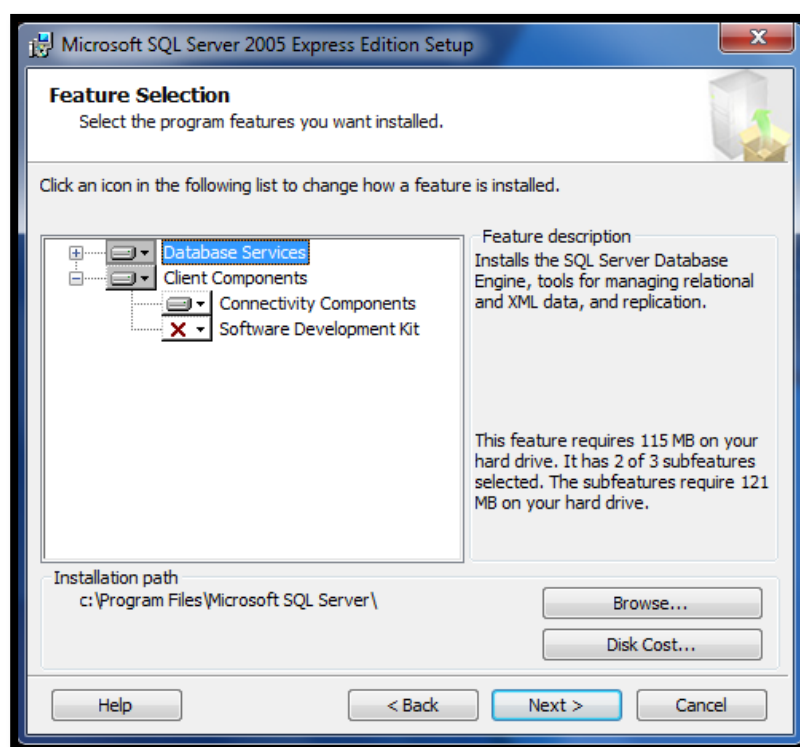 Microsoft SQL Server 2005 Express Edition Setup
Feature Selection
Select the program features you want installed.
Click an icon in the following list to change how a feature is installed.
Database Services
Client Components
Connectivity Components
Software Development Kit
Feature description
Installs the SQL Server Database
Engine, tools for managing relational
and XML data, and replication.
This feature requires 115 MB on your
hard drive. It has 2 of 3 subfeatures
selected. The subfeatures require 121
MB on your hard drive.
Installation path
c:\Program Files\Microsoft SQL Server\
Browse...
Disk Cost...
Help
< Back
Next >
Cancel